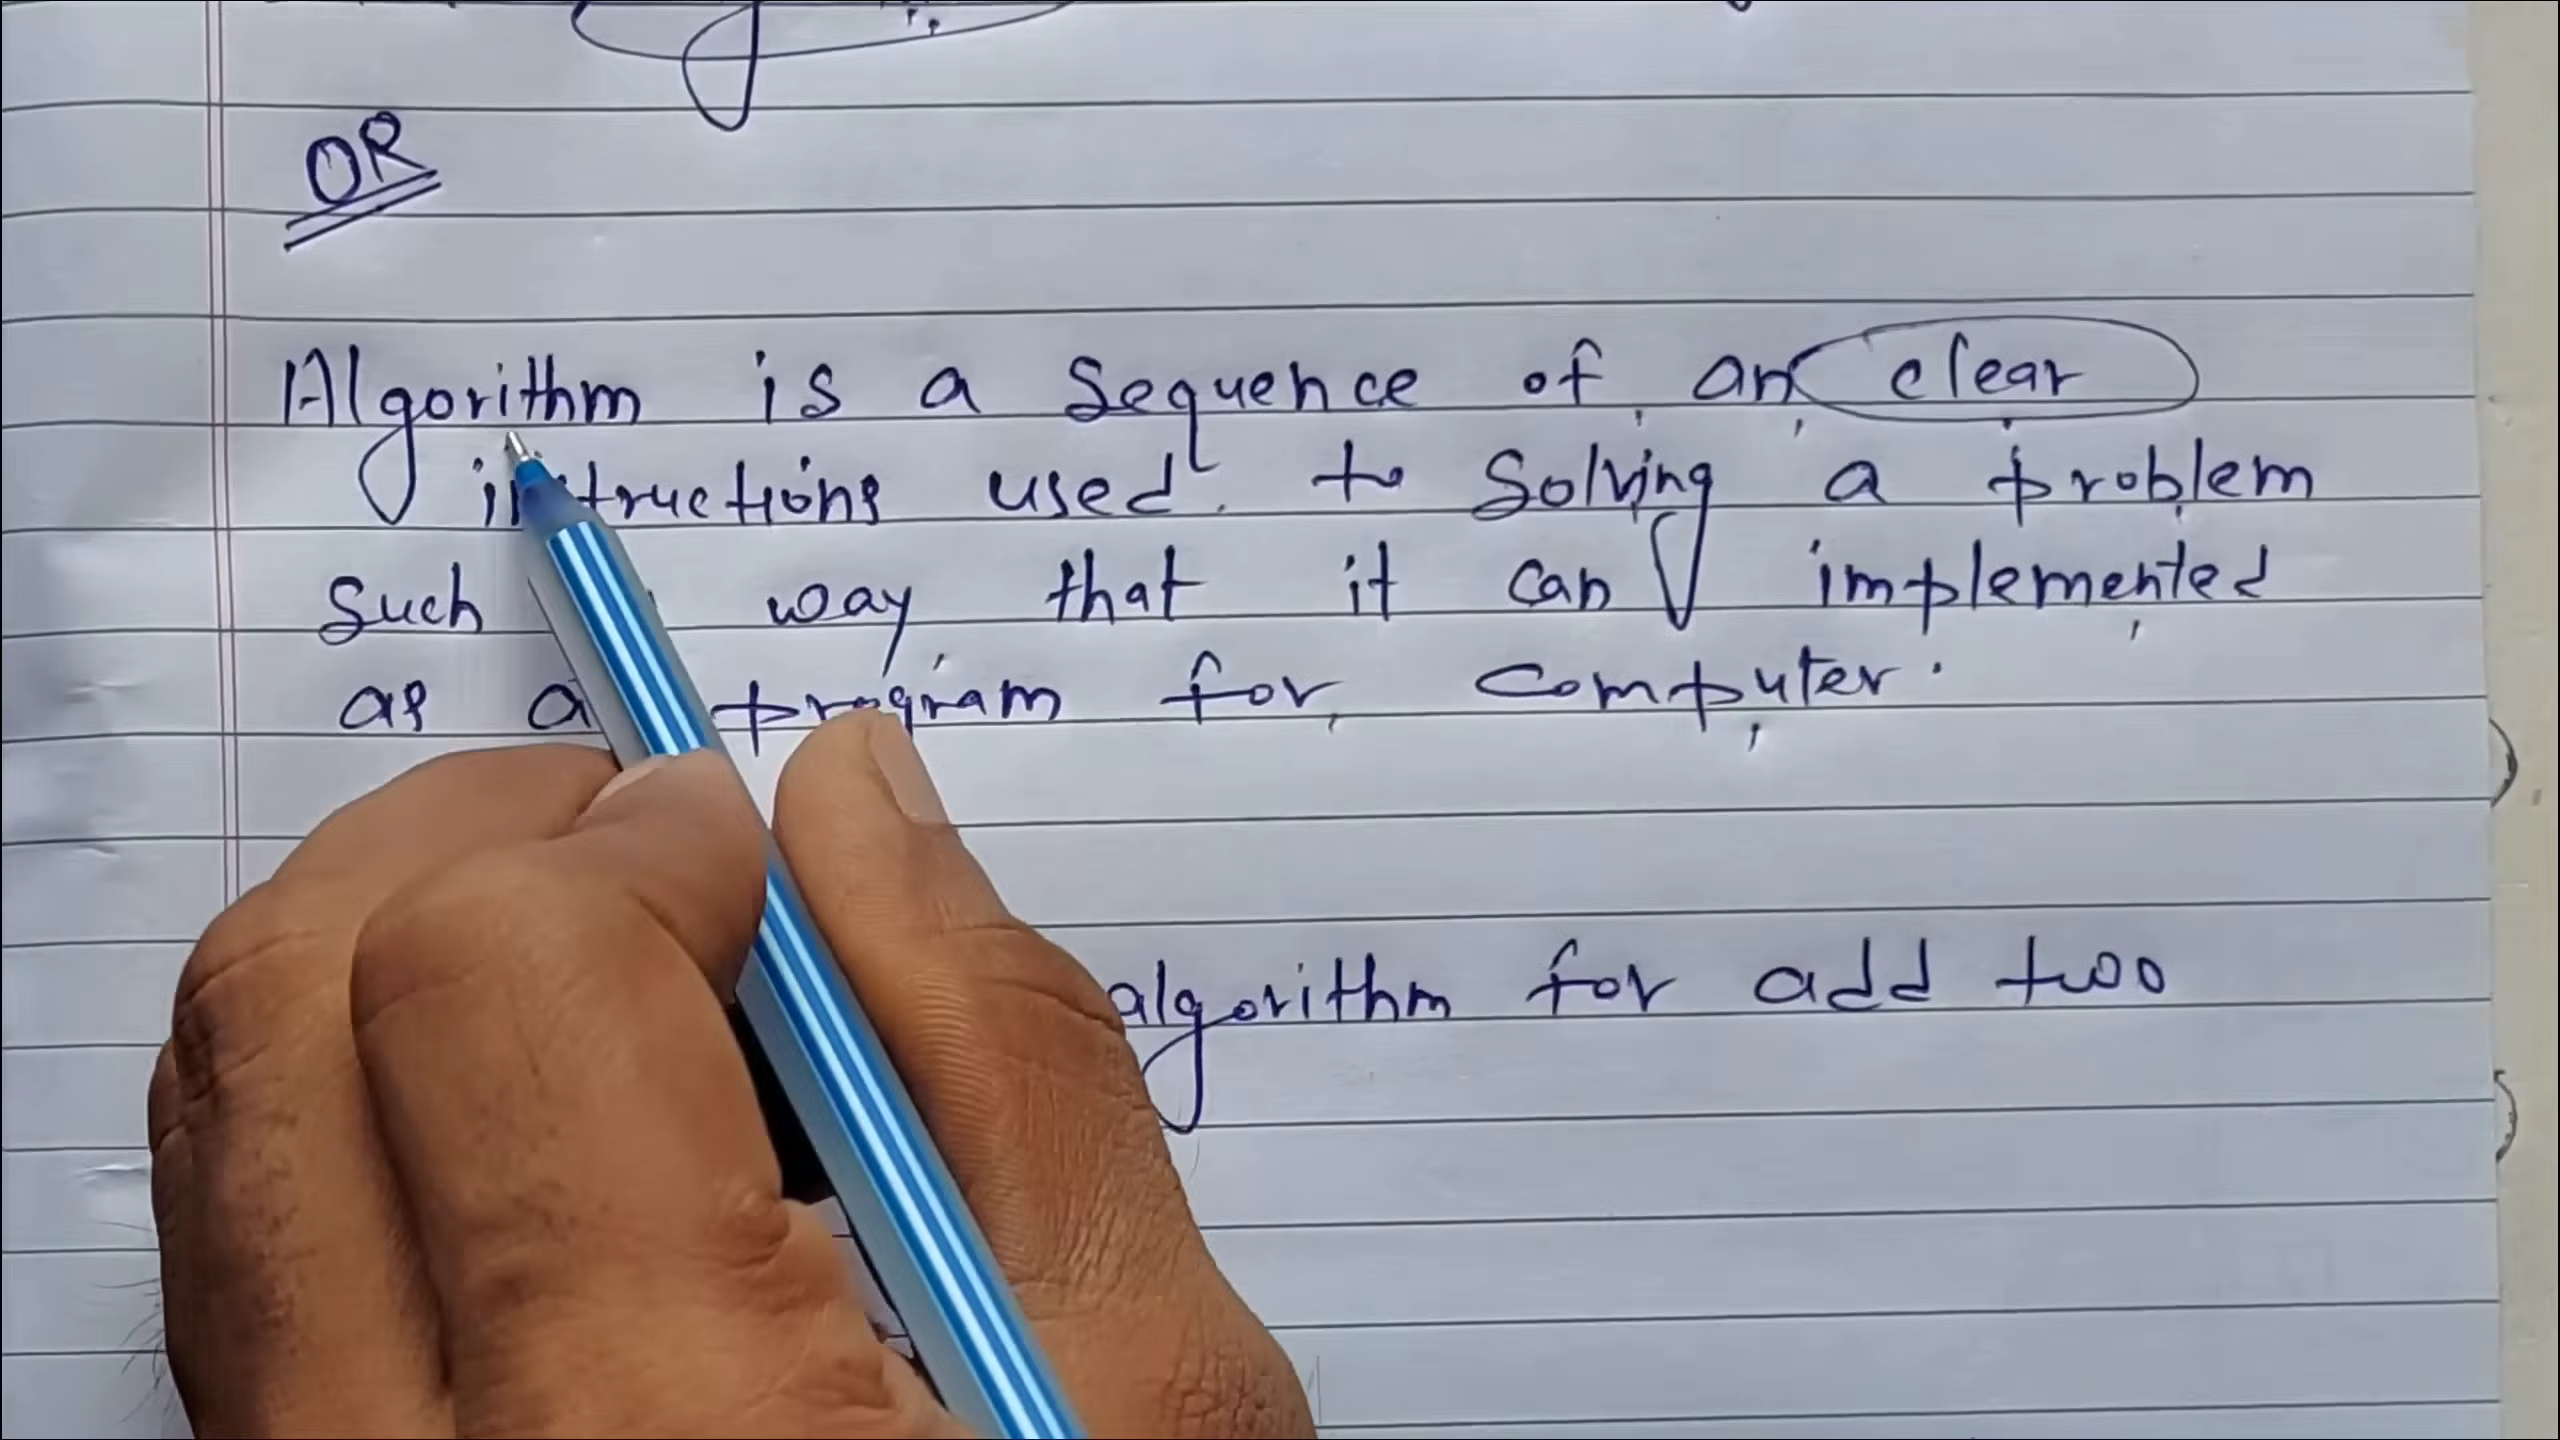 OR
Algorithm is a sequence of an clear
instructions used to Solving a problem
Such way that it can implemented
as a program for computer.
algorithm for add two